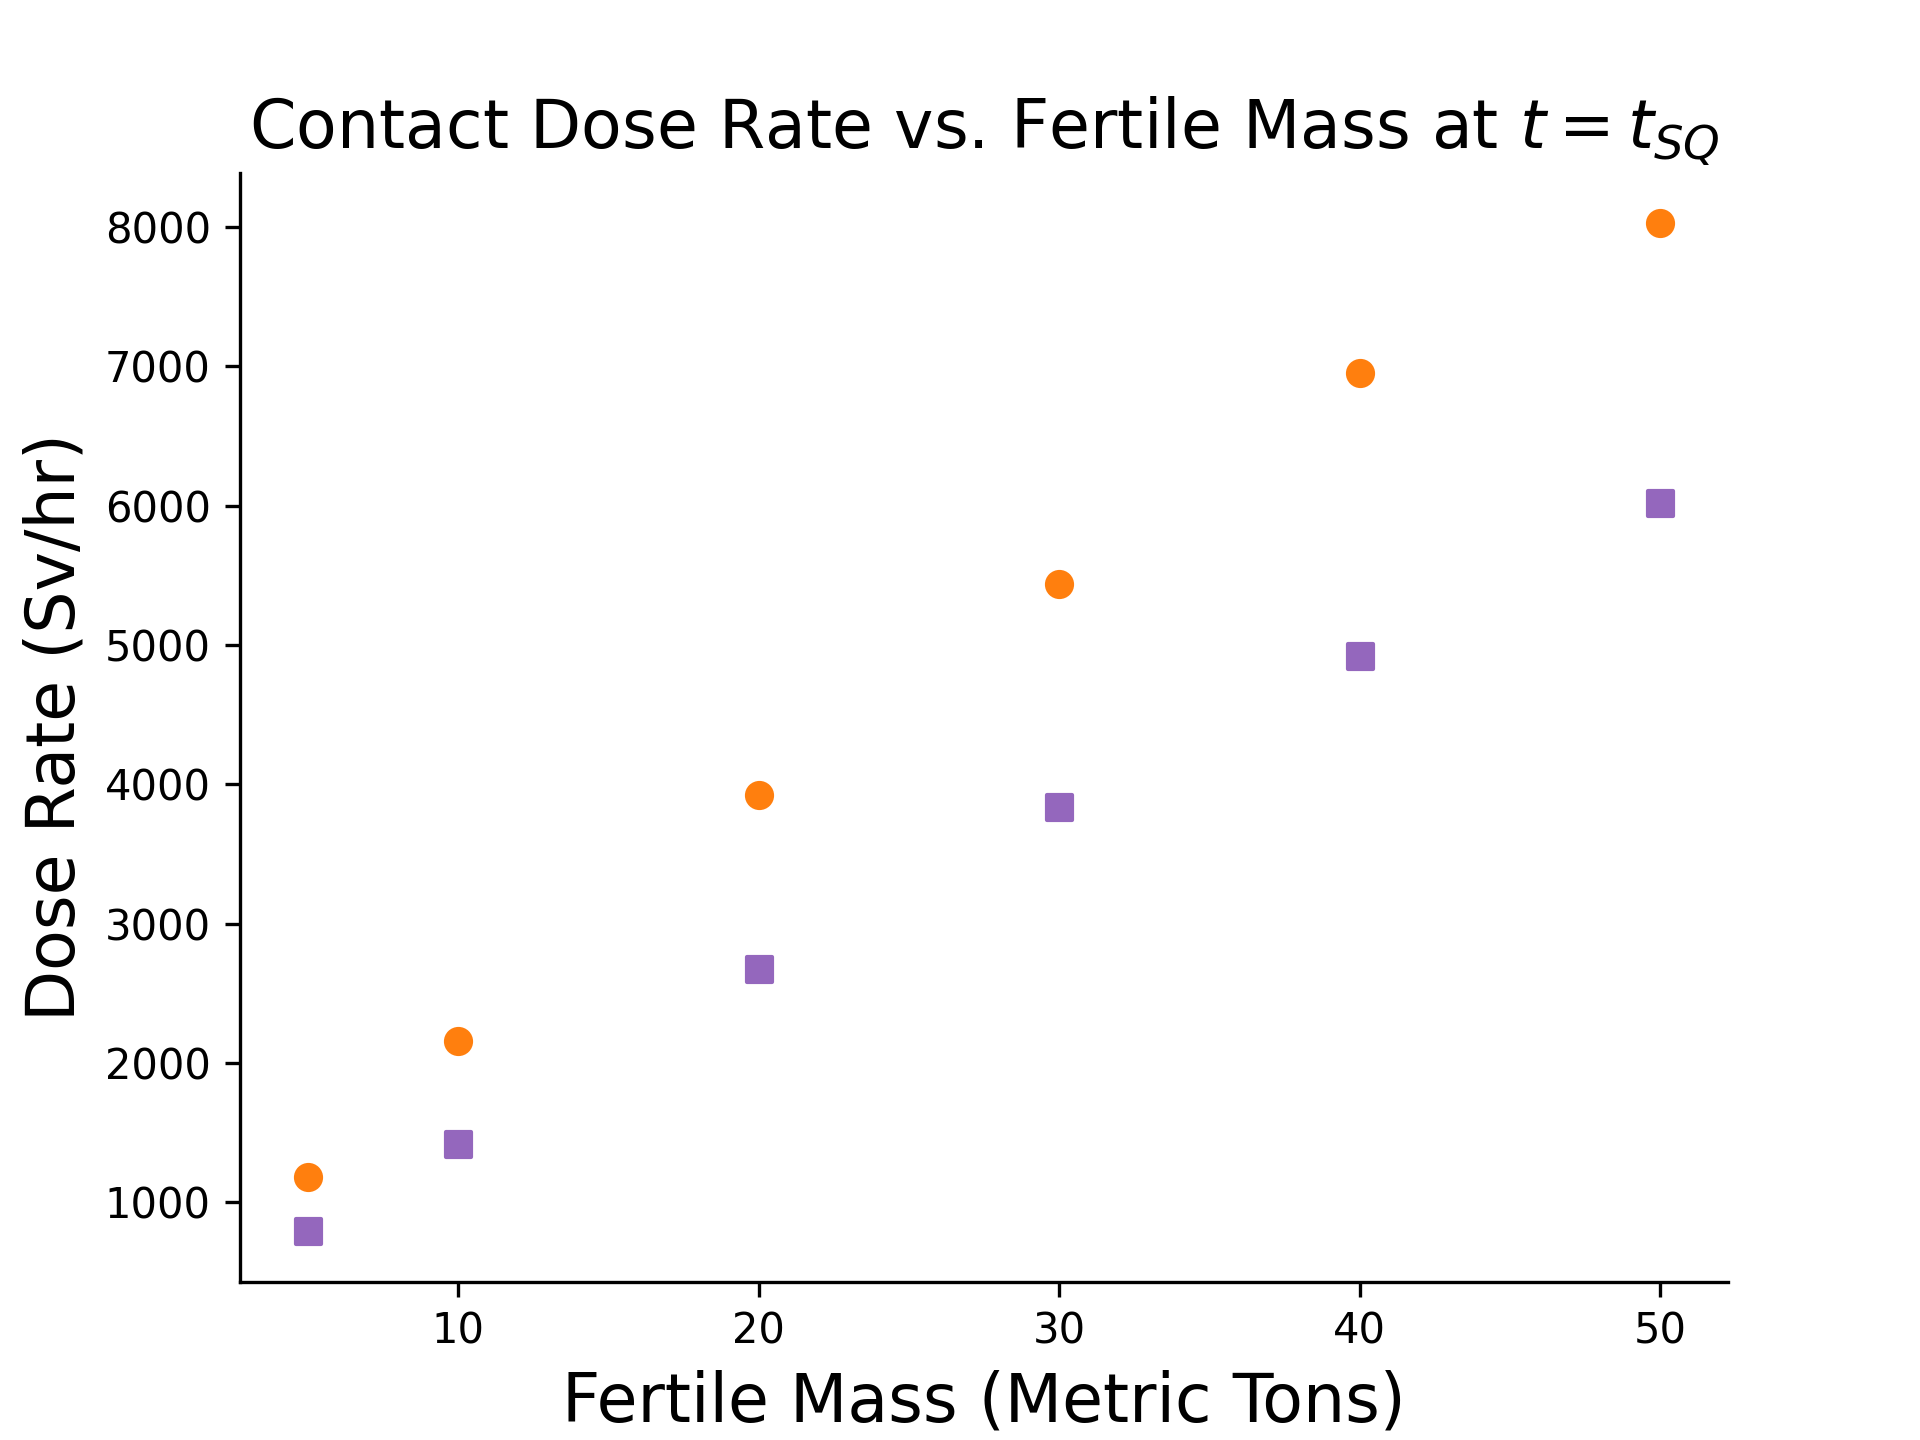 Contact Dose Rate vs. Fertile Mass at t = t_SQ
8000
7000
6000
5000
4000
3000
2000
1000
Dose Rate (Sv/hr)
10 20 30 40 50
Fertile Mass (Metric Tons)